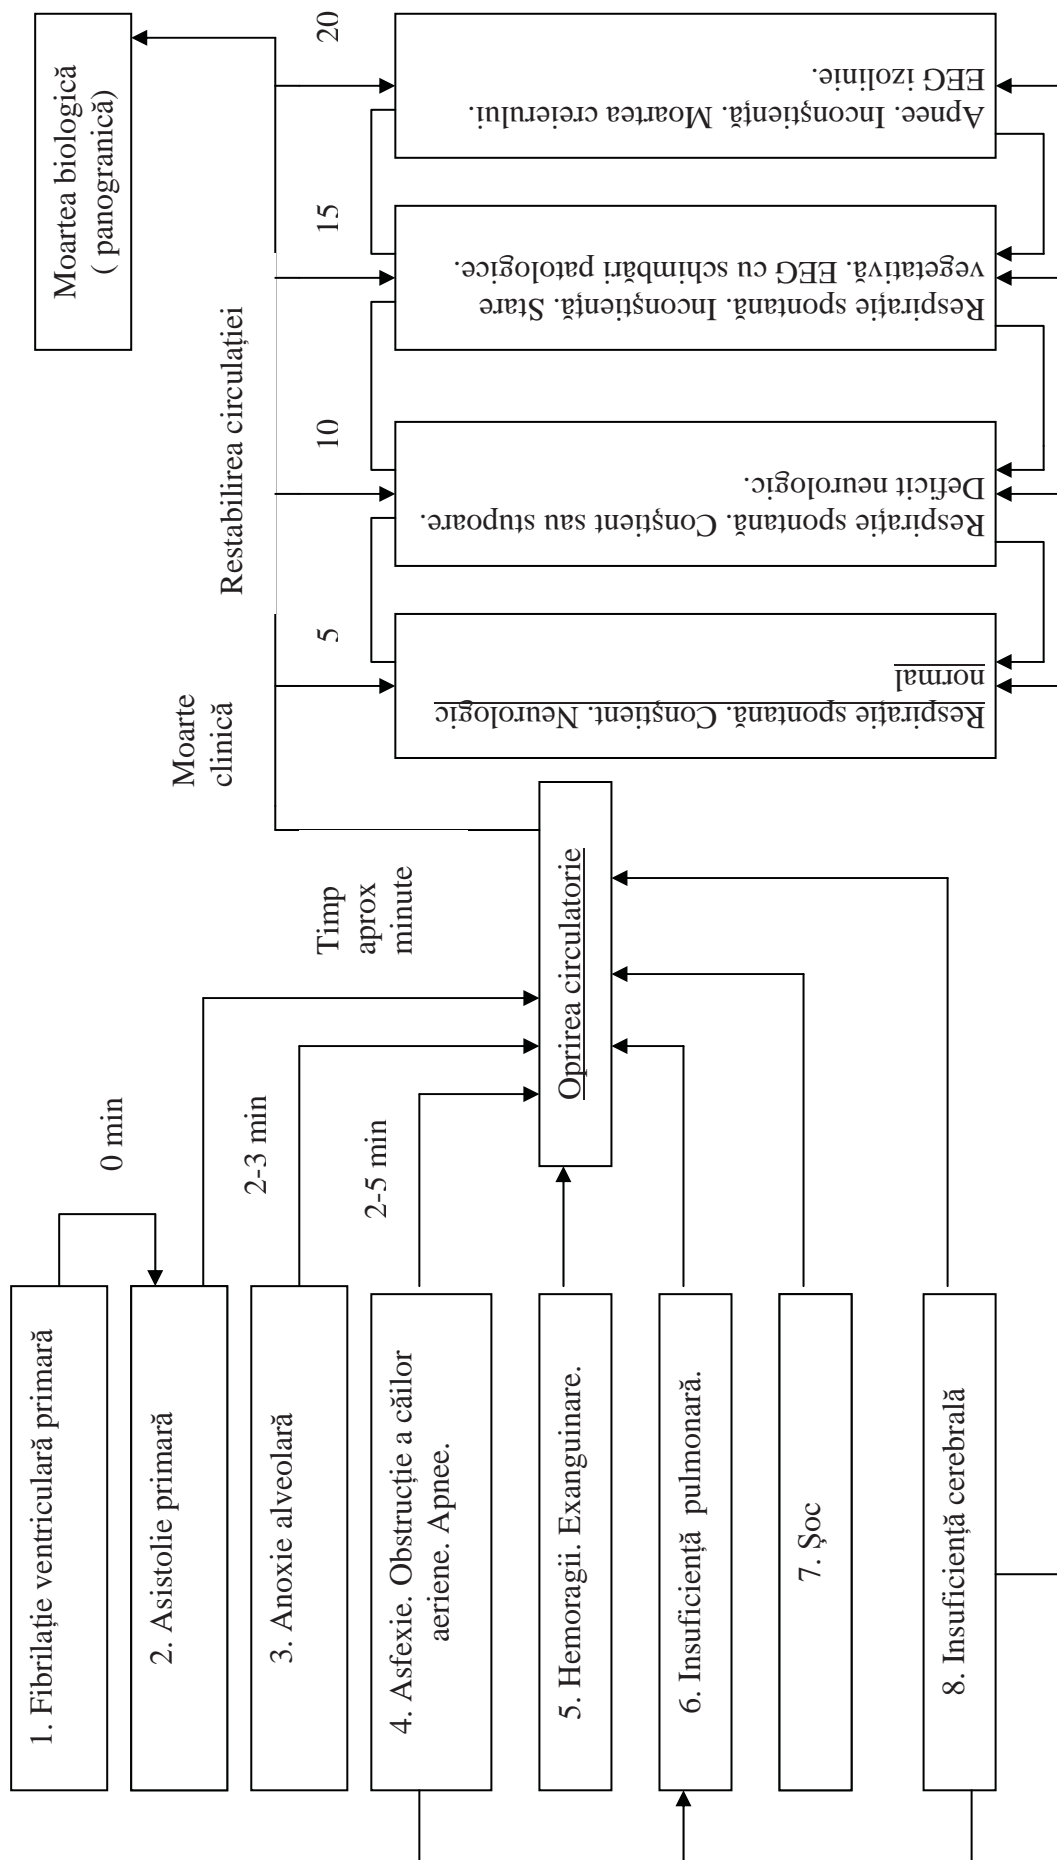 1. Fibrilație ventriculară primară
2. Asistolie primară
3. Anoxie alveolară
4. Asfexie. Obstrucție a căilor
aeriene. Apnee.
5. Hemoragii. Exanguinare.
6. Insuficiență pulmonară.
7. Șoc
8. Insuficiență cerebrală
0 min
2-3 min
2-5 min
Oprirea circulatorie
Timp
aprox
minute
Moarte
clinică
Restabilirea circulației
5
10
15
20
Moartea biologică
( panogranică)
Respirație spontană. Conștient. Neurologic
normal
Respirație spontană. Conștient sau stupoare.
Deficit neurologic.
Respirație spontană. Inconștiență. Stare
vegetativă. EEG cu schimbări patologice.
Apnee. Inconștiență. Moartea creierului.
EEG izolinie.